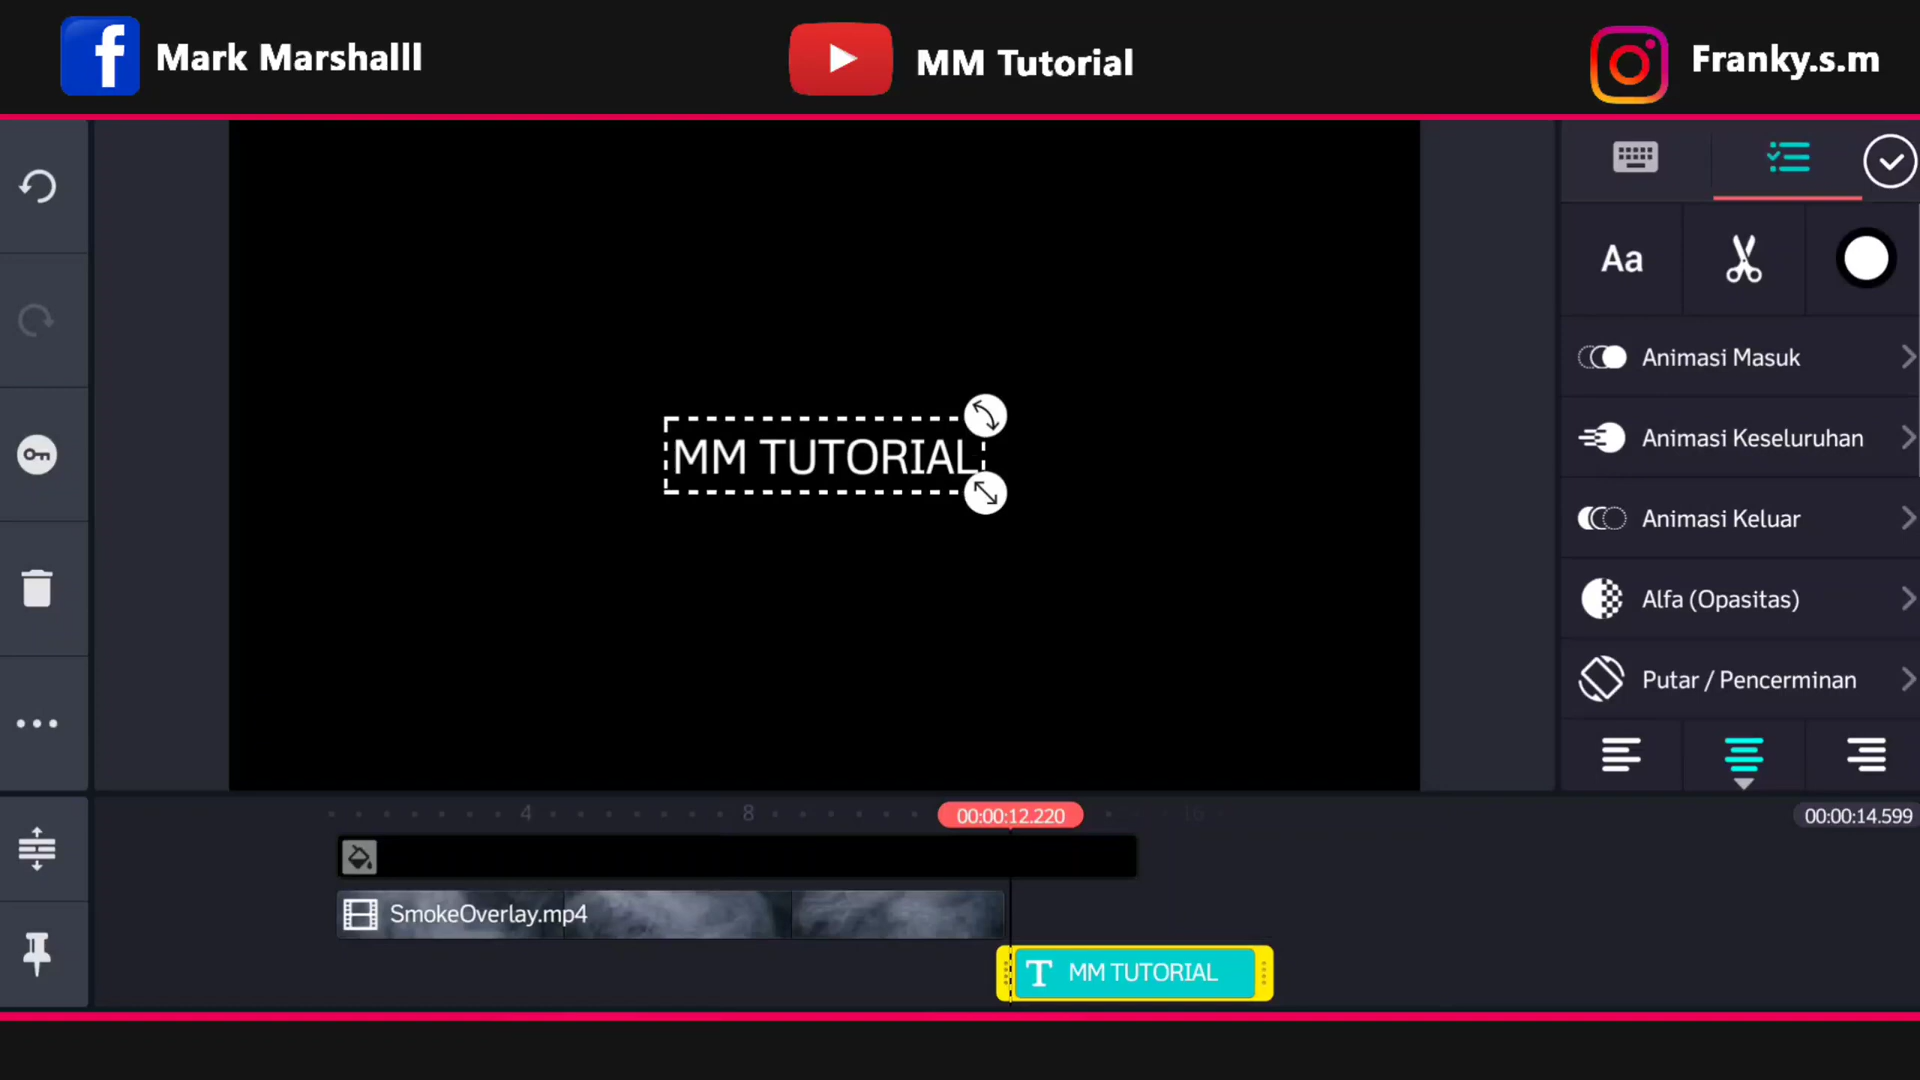 Mark Marshalll
MM Tutorial
Franky.s.m
Aa
Animasi Masuk
Animasi Keseluruhan
MM TUTORIAL
Animasi Keluar
Alfa (Opasitas)
Putar / Pencerminan
4
8
00:00:12.220
16
00:00:14.599
SmokeOverlay.mp4
T MM TUTORIAL